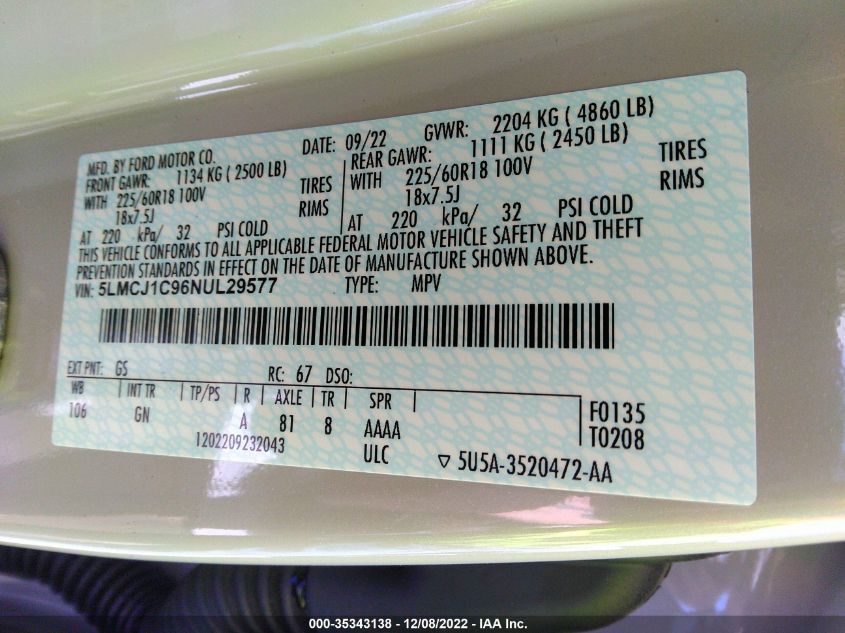 MFD. BY FORD MOTOR CO.
DATE: 09/22 GVWR: 2204 KG ( 4860 LB)
FRONT GAWR: 1134 KG ( 2500 LB) REAR GAWR: 1111 KG ( 2450 LB)
WITH 225/60R18 100V TIRES WITH 225/60R18 100V TIRES
18x7.5J RIMS 18x7.5J RIMS
AT 220 kPa/ 32 PSI COLD AT 220 kPa/ 32 PSI COLD
THIS VEHICLE CONFORMS TO ALL APPLICABLE FEDERAL MOTOR VEHICLE SAFETY AND THEFT
PREVENTION STANDARDS IN EFFECT ON THE DATE OF MANUFACTURE SHOWN ABOVE.
VIN: 5LMCJ1C96NUL29577 TYPE: MPV
EXT PNT: GS RC: 67 DSO:
WB INT TR TP/PS R AXLE TR SPR
106 GN A 81 8 AAAA
F0135
T0208
1202209232043 ULC
5U5A-3520472-AA
000-35343138 - 12/08/2022 - IAA Inc.